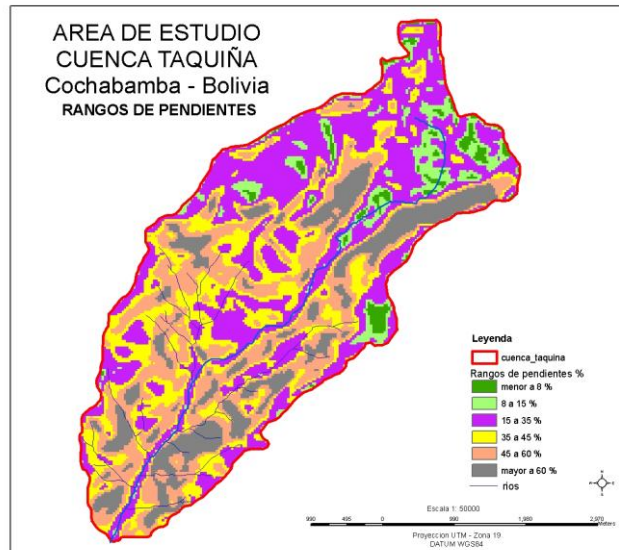 AREA DE ESTUDIO
CUENCA TAQUIÑA
Cochabamba - Bolivia
RANGOS DE PENDIENTES
Leyenda
cuenca_taquina
Rangos de pendientes %
menor a 8 %
8 a 15 %
15 a 35 %
35 a 45 %
45 a 60 %
mayor a 60 %
rios
Escala 1: 50000
990 495 0 990 1,980 2,970
Meters
Proyeccion UTM - Zona 19
DATUM WGS84